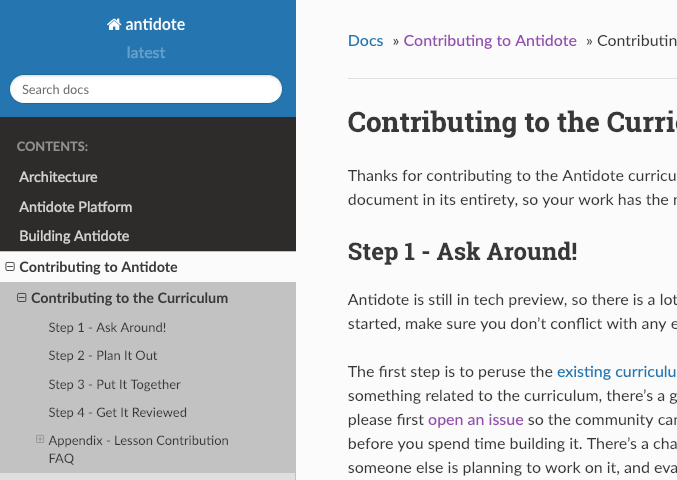 antidote
latest
Search docs
CONTENTS:
Architecture
Antidote Platform
Building Antidote
Contributing to Antidote
Contributing to the Curriculum
Step 1 - Ask Around!
Step 2 - Plan It Out
Step 3 - Put It Together
Step 4 - Get It Reviewed
Appendix - Lesson Contribution
FAQ
Docs » Contributing to Antidote » Contributin
Contributing to the Curri
Thanks for contributing to the Antidote curricu
document in its entirety, so your work has the
Step 1 - Ask Around!
Antidote is still in tech preview, so there is a lot
started, make sure you don't conflict with any e
The first step is to peruse the existing curriculu
something related to the curriculum, there's a g
please first open an issue so the community ca
before you spend time building it. There's a cha
someone else is planning to work on it, and eva